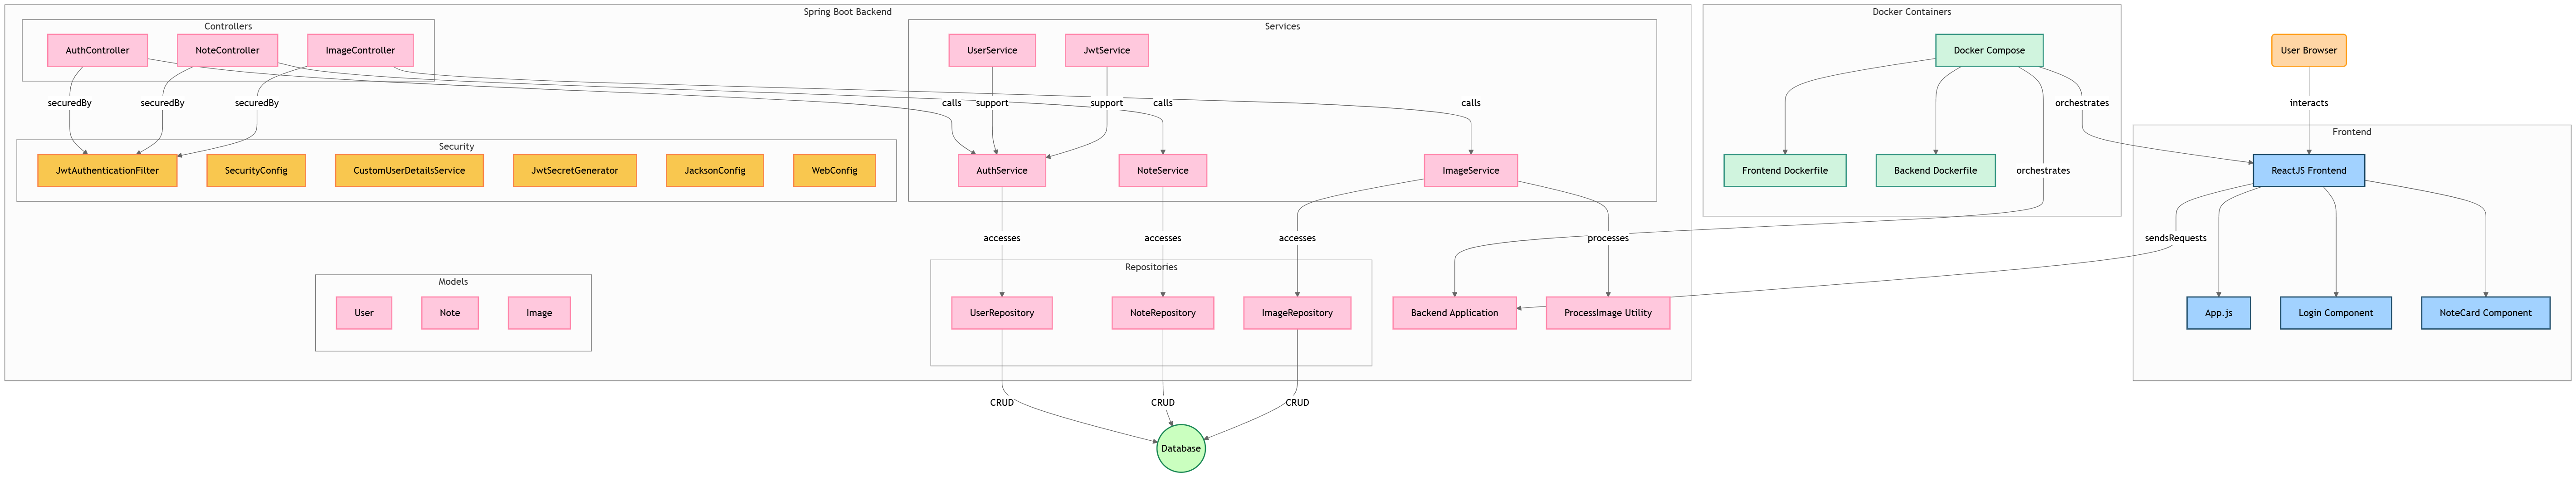 Spring Boot Backend
Docker Containers
Controllers
Services
AuthController
NoteController
ImageController
UserService
JwtService
Docker Compose
User Browser
securedBy
securedBy
securedBy
calls
support
support
calls
calls
orchestrates
interacts
Frontend
Security
JwtAuthenticationFilter
SecurityConfig
CustomUserDetailsService
JwtSecretGenerator
JacksonConfig
WebConfig
AuthService
NoteService
ImageService
Frontend Dockerfile
Backend Dockerfile
orchestrates
ReactJS Frontend
accesses
accesses
accesses
processes
sendsRequests
Repositories
Models
User
Note
Image
UserRepository
NoteRepository
ImageRepository
Backend Application
ProcessImage Utility
App.js
Login Component
NoteCard Component
CRUD
CRUD
CRUD
Database